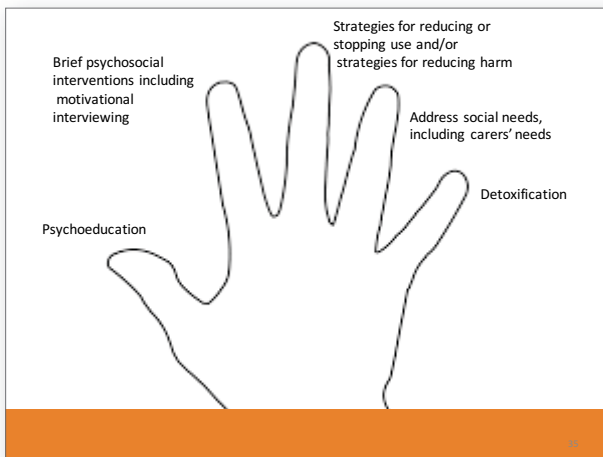 Strategies for reducing or
stopping use and/or
strategies for reducing harm
Brief psychosocial
interventions including
motivational
interviewing
Address social needs,
including carers’ needs
Detoxification
Psychoeducation
35